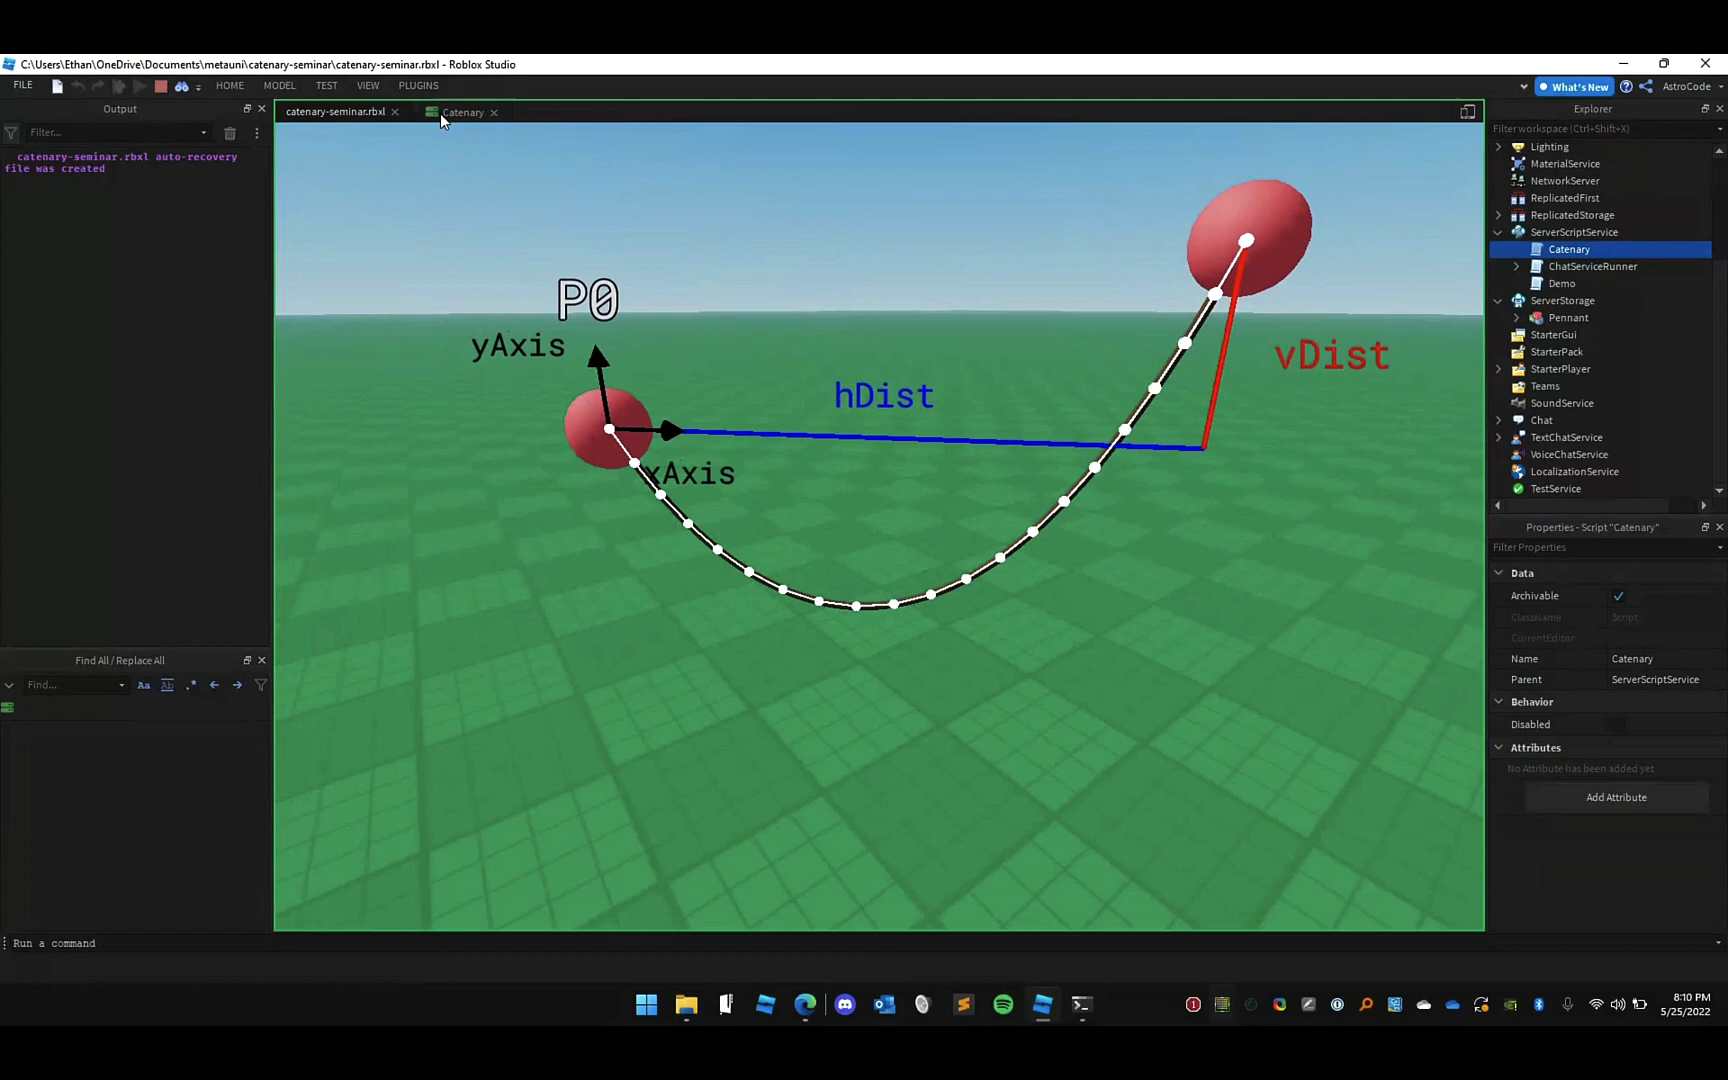 C:\Users\Ethan\OneDrive\Documents\metauni\catenary-seminar\catenary-seminar.rbxl - Roblox Studio
FILE HOME MODEL TEST VIEW PLUGINS What's New AstroCode
Output
Filter...
catenary-seminar.rbxl auto-recovery
file was created
Find All / Replace All
Find...
Aa Ab .*
catenary-seminar.rbxl Catenary
P0
yAxis
xAxis
hDist
vDist
Explorer
Filter workspace (Ctrl+Shift+X)
Lighting
MaterialService
NetworkServer
ReplicatedFirst
ReplicatedStorage
ServerScriptService
Catenary
ChatServiceRunner
Demo
ServerStorage
Pennant
StarterGui
StarterPack
StarterPlayer
Teams
SoundService
Chat
TextChatService
VoiceChatService
LocalizationService
TestService
Properties - Script "Catenary"
Filter Properties
Data
Archivable
ClassName Script
CurrentEditor
Name Catenary
Parent ServerScriptService
Behavior
Disabled
Attributes
No Attribute has been added yet
Add Attribute
Run a command
8:10 PM
5/25/2022